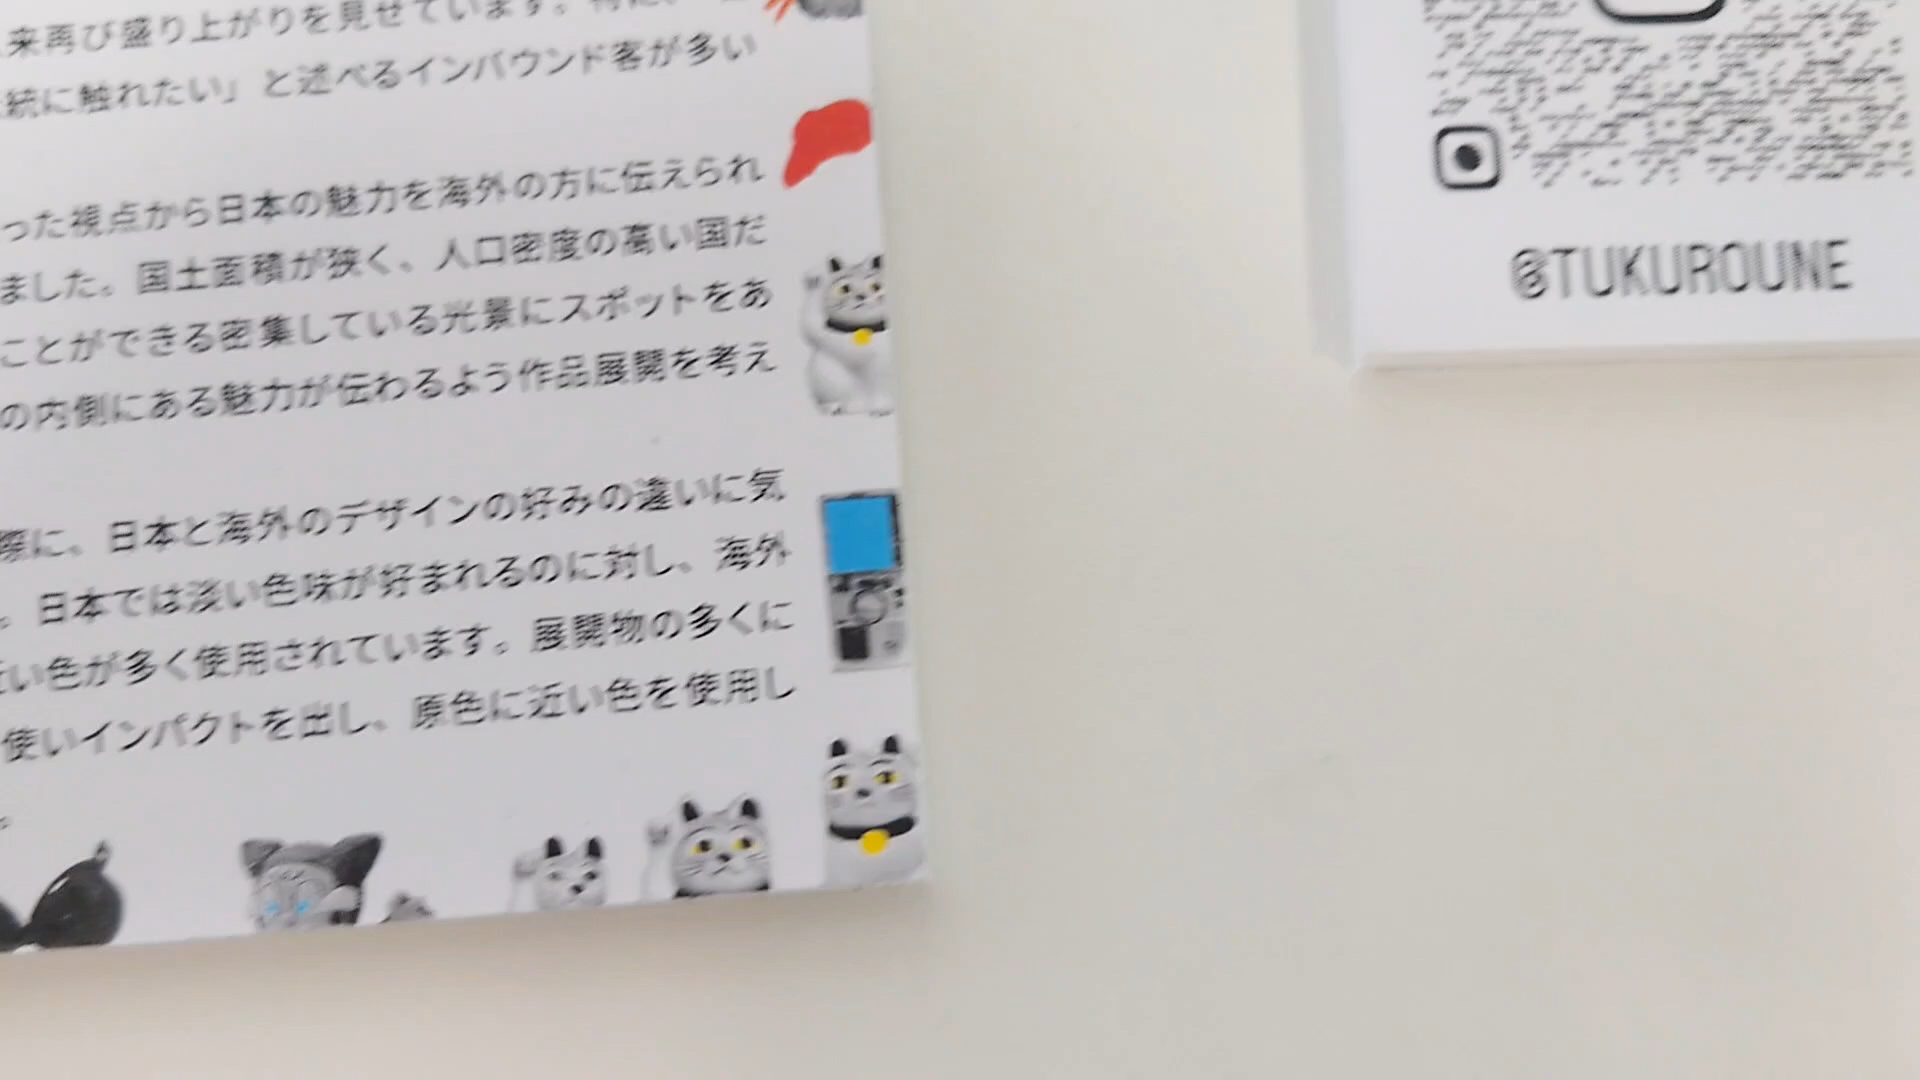 来再び盛り上がりを見せています。特に、
統に触れたい」と述べるインバウンド客が多い
った視点から日本の魅力を海外の方に伝えられ
ました。国土面積が狭く、人口密度の高い国だ
ことができる密集している光景にスポットをあ
の内側にある魅力が伝わるよう作品展開を考え
際に、日本と海外のデザインの好みの違いに気
。日本では淡い色味が好まれるのに対し、海外
近い色が多く使用されています。展開物の多くに
使いインパクトを出し、原色に近い色を使用し
。
@TUKUROUNE